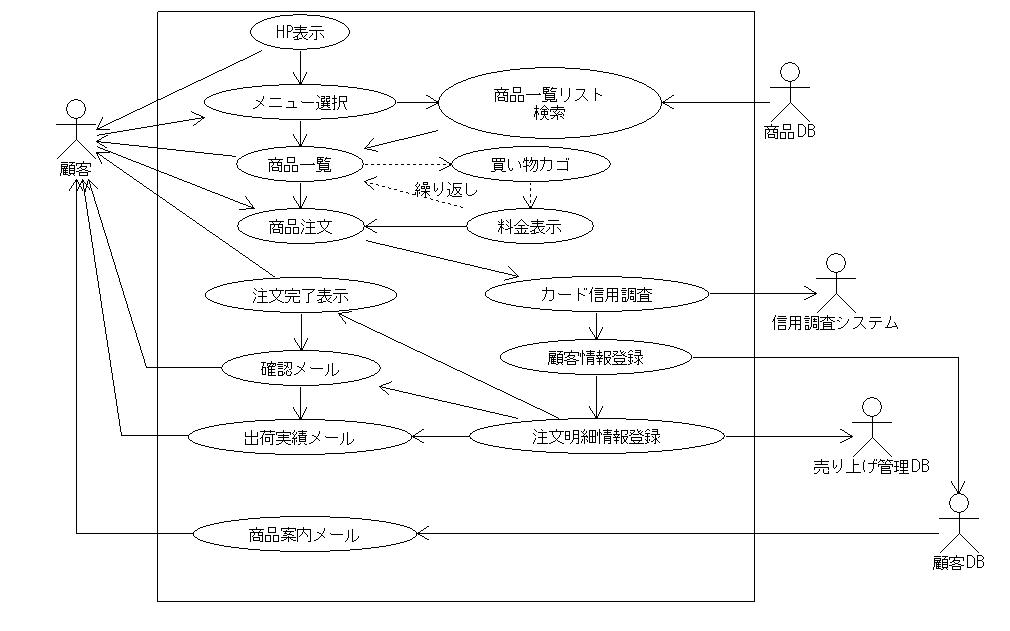 HP表示
メニュー選択
商品一覧リスト
検索
商品DB
顧客
商品一覧
買い物カゴ
繰り返し
商品注文
料金表示
注文完了表示
カード信用調査
信用調査システム
確認メール
顧客情報登録
出荷実績メール
注文明細情報登録
売り上げ管理DB
商品案内メール
顧客DB